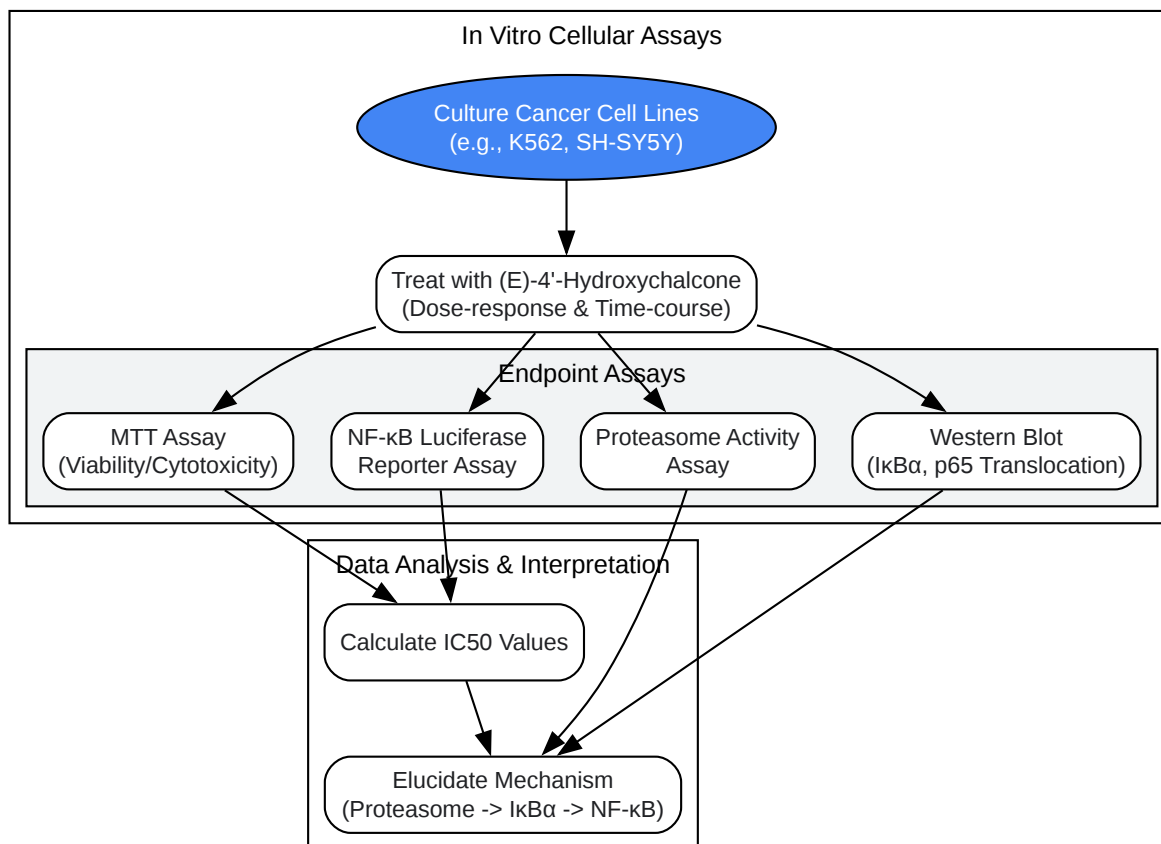 In Vitro Cellular Assays
Culture Cancer Cell Lines
(e.g., K562, SH-SY5Y)
Treat with (E)-4'-Hydroxychalcone
(Dose-response & Time-course)
Endpoint Assays
MTT Assay
(Viability/Cytotoxicity)
NF-κB Luciferase
Reporter Assay
Proteasome Activity
Assay
Western Blot
(IκBα, p65 Translocation)
Data Analysis & Interpretation
Calculate IC50 Values
Elucidate Mechanism
(Proteasome -> IκBα -> NF-κB)